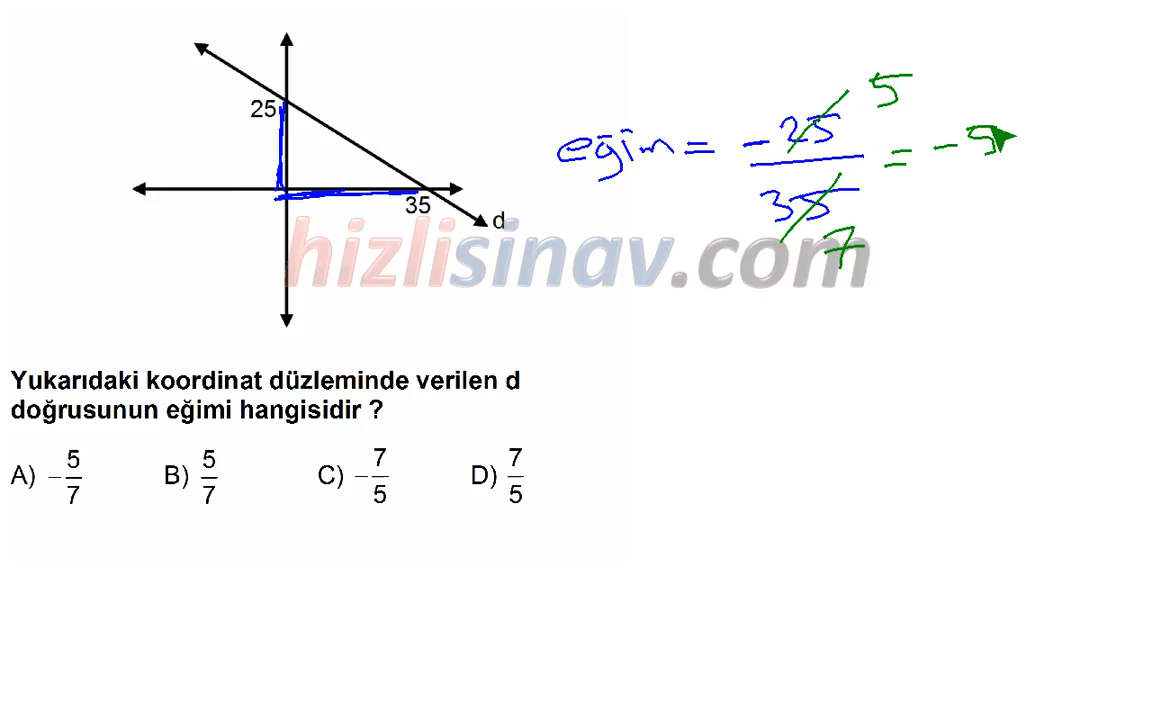 25
35
d
eğim = -25/35 = -5
5
7
hizlisinav.com
Yukarıdaki koordinat düzleminde verilen d
doğrusunun eğimi hangisidir ?
A) -5/7 B) 5/7 C) -7/5 D) 7/5